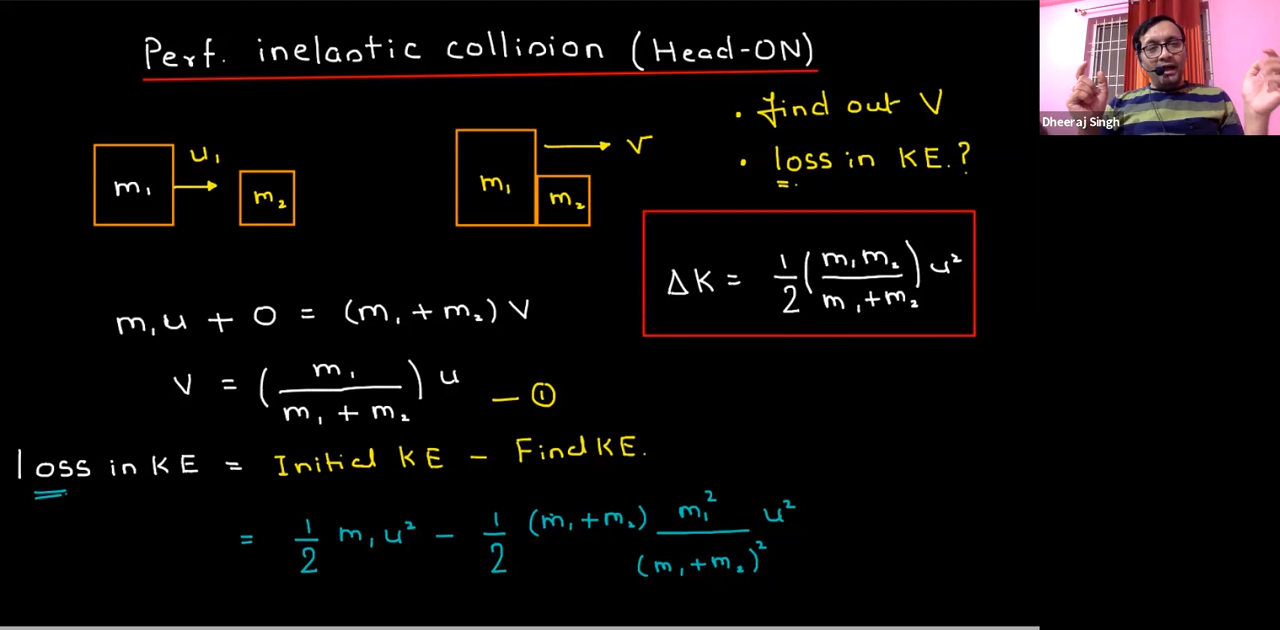 Perf. inelastic collision (Head-ON)
Dheeraj Singh
m₁ u₁ m₂
m₁ m₂ v
• find out V
• loss in KE.?
ΔK = 1/2 (m₁m₂ / m₁+m₂) u²
m₁u + 0 = (m₁ + m₂) V
V = (m₁ / m₁ + m₂) u — ①
loss in KE = Initial KE - Find KE.
= 1/2 m₁u² - 1/2 (m₁+m₂) m₁² / (m₁+m₂)² u²